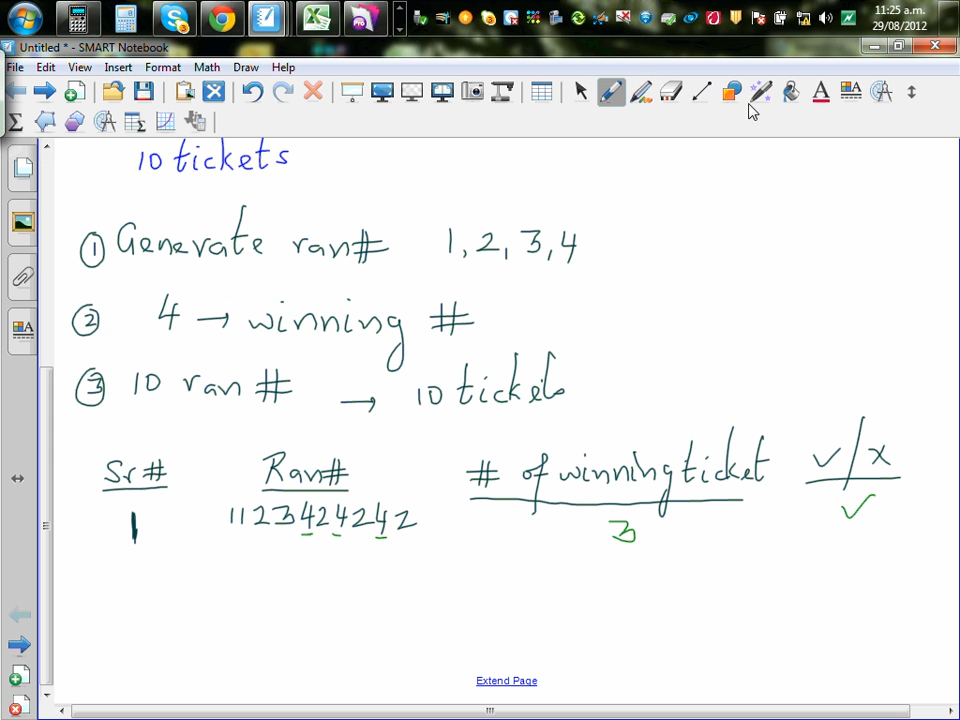 11:25 a.m.
29/08/2012
Untitled * - SMART Notebook
File Edit View Insert Format Math Draw Help
10 tickets
① Generate ran# 1, 2, 3, 4
② 4 → winning #
③ 10 ran# → 10 tickets
Sr# Ran# # of winning ticket ✓/x
1 1123424242 3 ✓
Extend Page